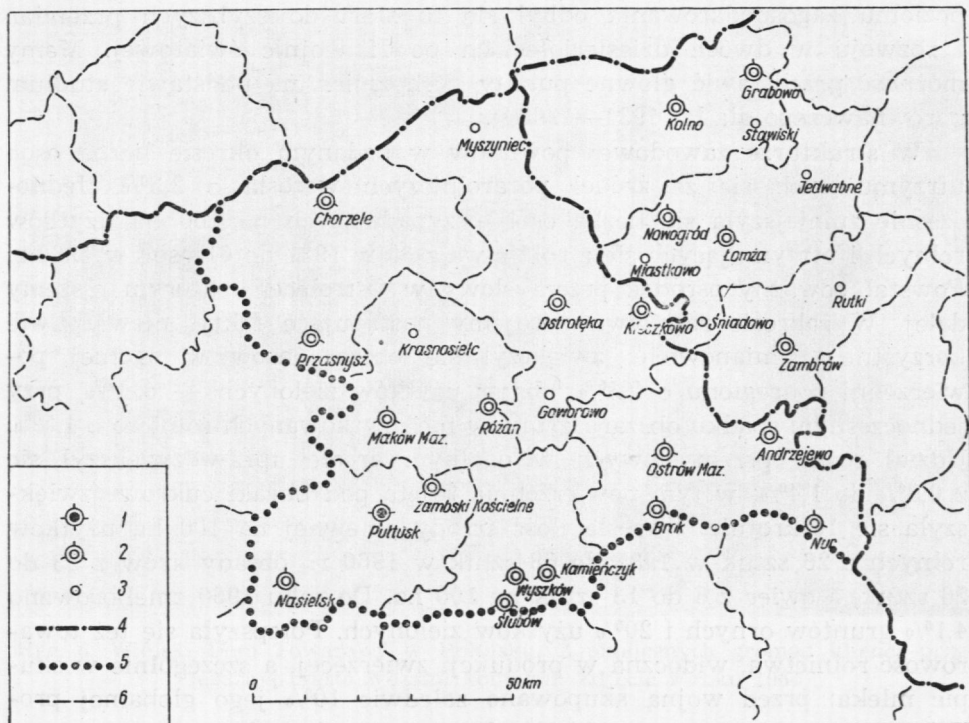 Grabowo
Kolno
Stawiski
Myszyniec
Jedwabne
Chorzele
Nowogród
Łomża
Miastkowo
Ostrołęka
Kleczkowo
Śniadowo
Rutki
Krasnosielc
Przasnysz
Zambrów
Goworowo
Różan
Maków Maz.
Andrzejewo
Ostrów Maz.
Zambski Kościelne
Pułtusk
Brok
Nur
Kamieńczyk
Wyszków
Nasielsk
Słubów
1
2
3
4
5
6
0 50 km